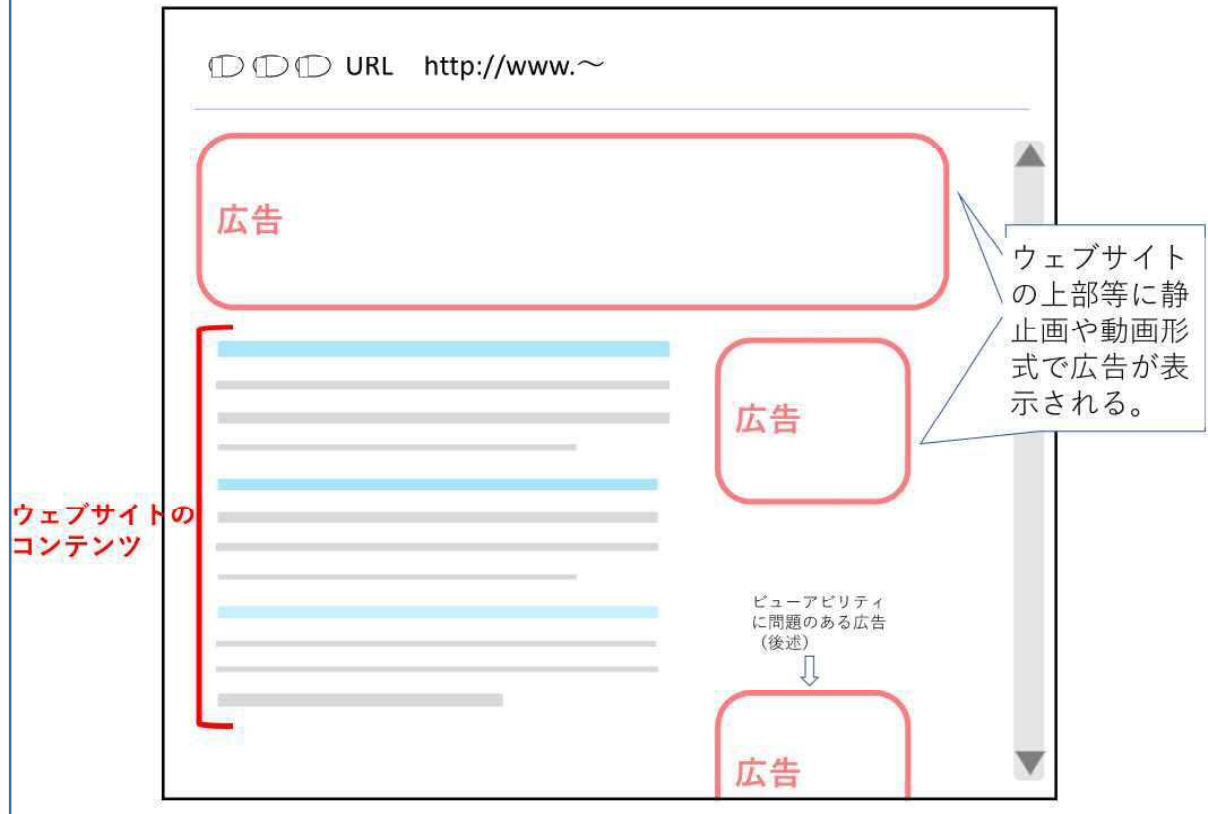 URL http://www.～
広告
ウェブサイト
の上部等に静
止画や動画形
式で広告が表
示される。
広告
ウェブサイトの
コンテンツ
ビューアビリティ
に問題のある広告
（後述）
広告